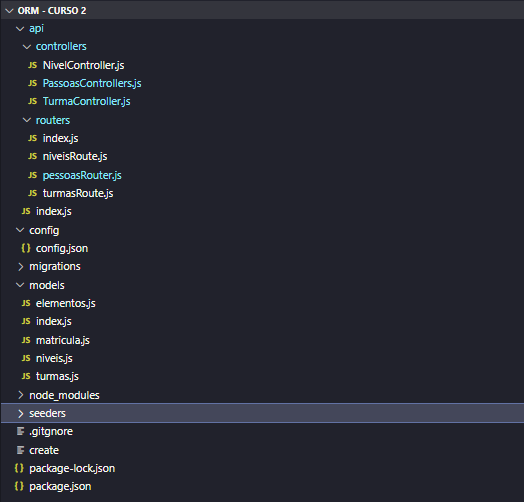 ORM - CURSO 2
api
controllers
JS NivelController.js
JS PassoasControllers.js
JS TurmaController.js
routers
JS index.js
JS niveisRoute.js
JS pessoasRouter.js
JS turmasRoute.js
JS index.js
config
{} config.json
migrations
models
JS elementos.js
JS index.js
JS matricula.js
JS niveis.js
JS turmas.js
node_modules
seeders
.gitgnore
create
{} package-lock.json
{} package.json